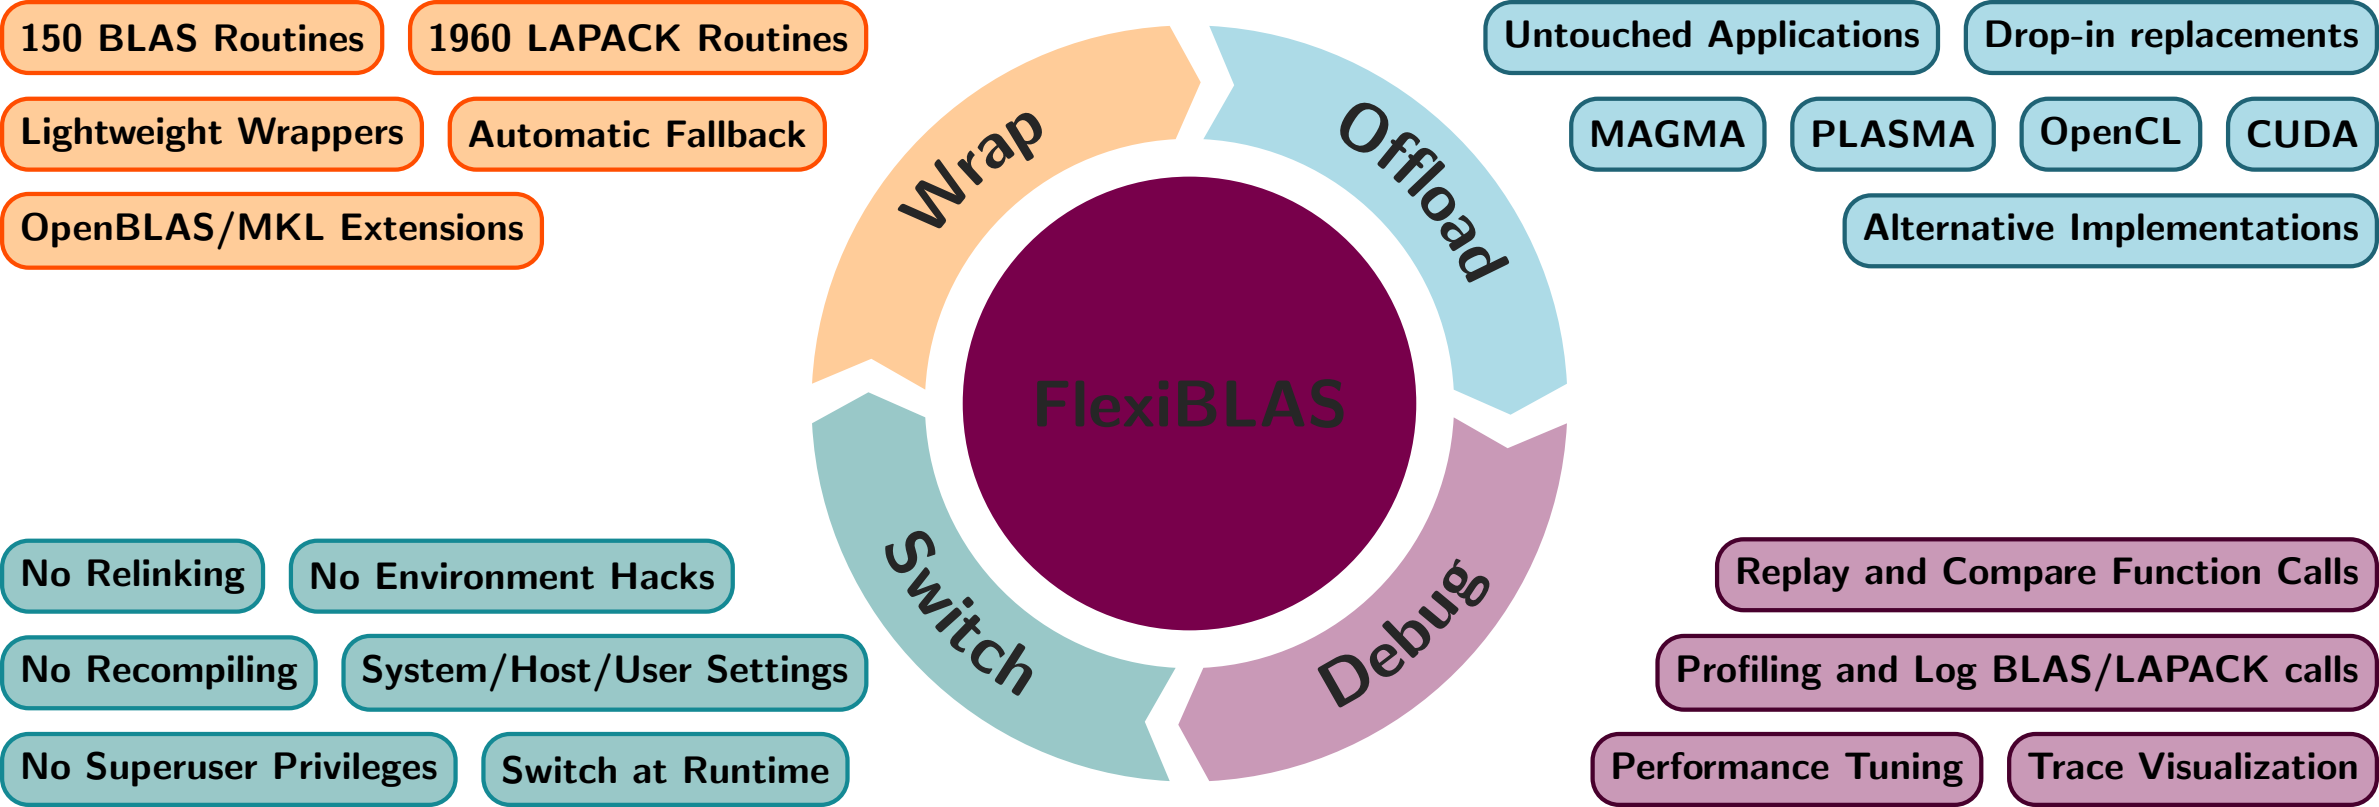 150 BLAS Routines
1960 LAPACK Routines
Lightweight Wrappers
Automatic Fallback
OpenBLAS/MKL Extensions
Wrap
Offload
Untouched Applications
Drop-in replacements
MAGMA
PLASMA
OpenCL
CUDA
Alternative Implementations
FlexiBLAS
No Relinking
No Environment Hacks
No Recompiling
System/Host/User Settings
No Superuser Privileges
Switch at Runtime
Switch
Debug
Replay and Compare Function Calls
Profiling and Log BLAS/LAPACK calls
Performance Tuning
Trace Visualization